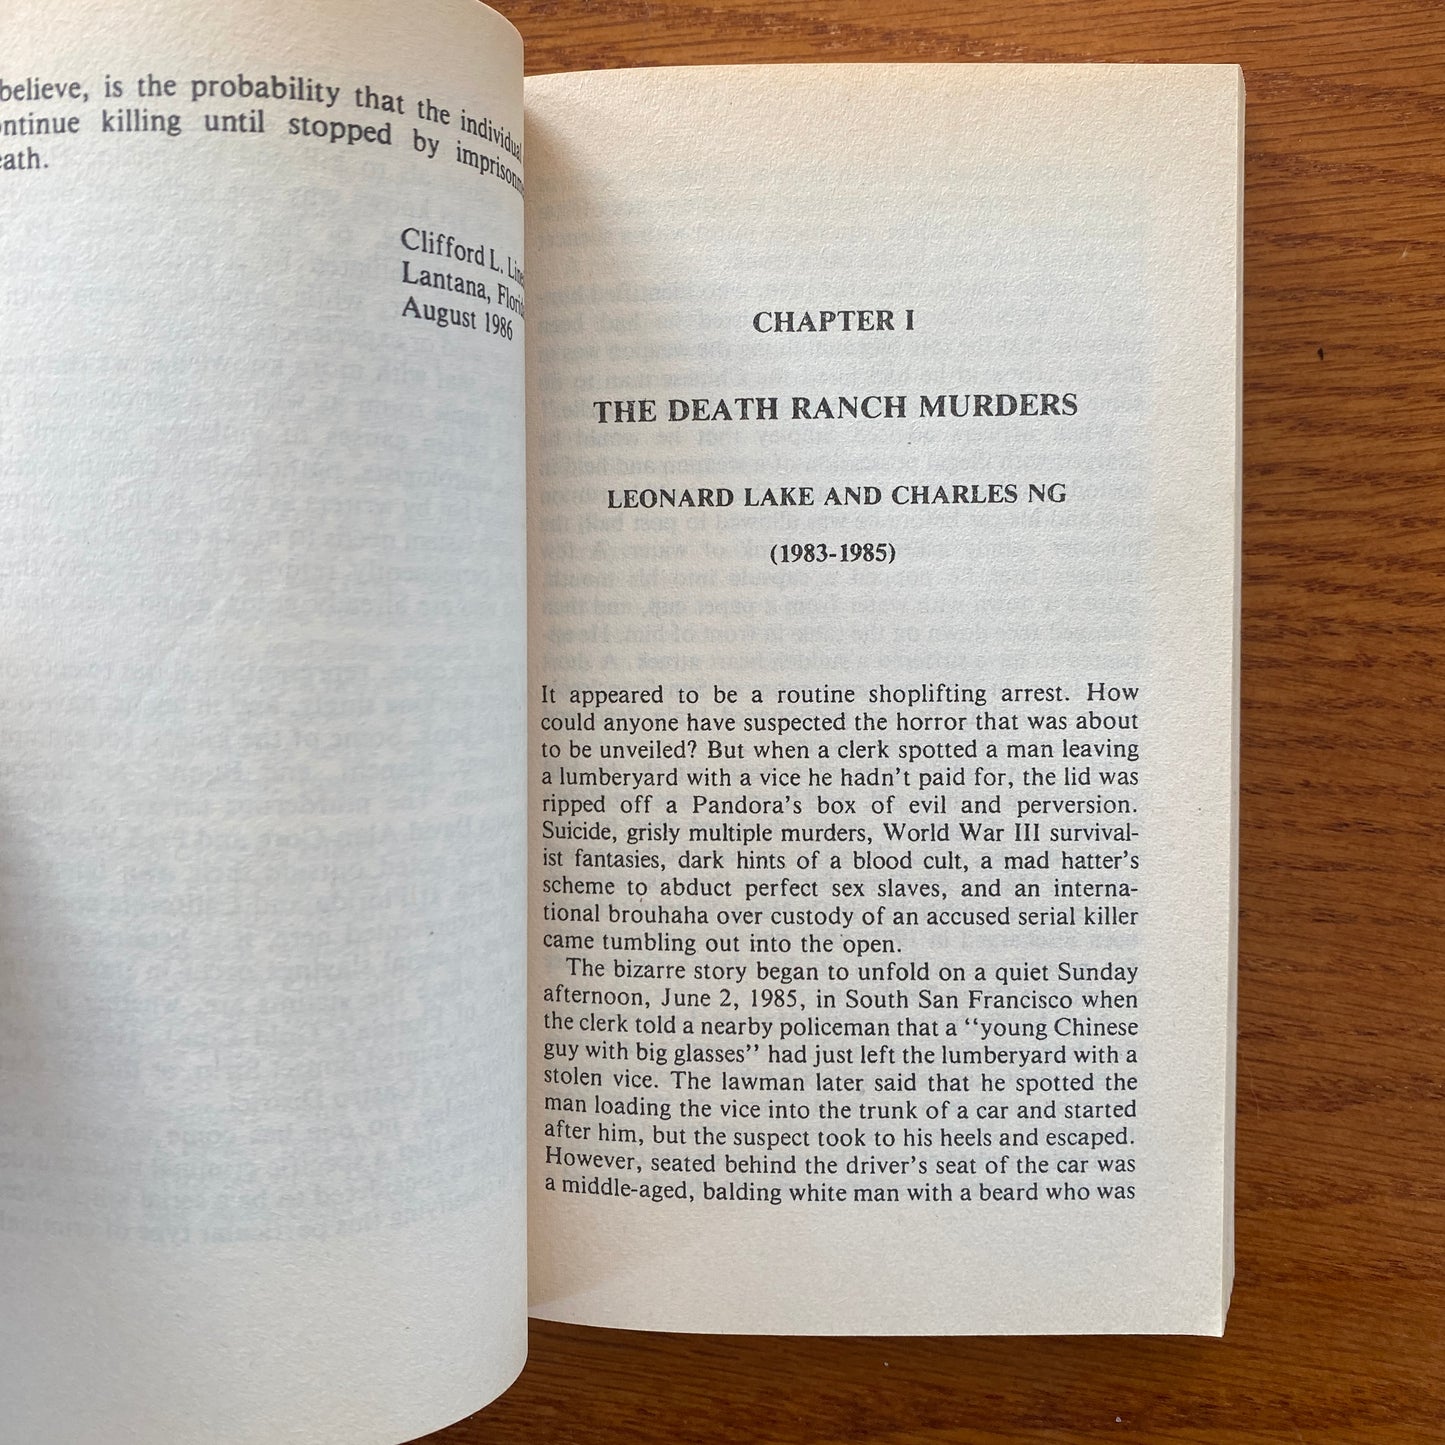 believe, is the probability that the individual
killing until stopped by
Clifford L.
Lantana,
August 1986
CHAPTER I
THE DEATH RANCH MURDERS
LEONARD LAKE AND CHARLES NG
(1983-1985)
It appeared to be a routine shoplifting arrest. How
could anyone have suspected the horror that was about
to be unveiled? But when a clerk spotted a man leaving
a lumberyard with a vice he hadn't paid for, the lid was
ripped off a Pandora's box of evil and perversion.
Suicide, grisly multiple murders, World War III survival-
ist fantasies, dark hints of a blood cult, a mad hatter's
scheme to abduct perfect sex slaves, and an interna-
tional brouhaha over custody of an accused serial killer
came tumbling out into the open.
The bizarre story began to unfold on a quiet Sunday
afternoon, June 2, 1985, in South San Francisco when
the clerk told a nearby policeman that a ‘‘young Chinese
guy with big glasses’’ had just left the lumberyard with a
stolen vice. The lawman later said that he spotted the
man loading the vice into the trunk of a car and started
after him, but the suspect took to his heels and escaped.
However, seated behind the driver's seat of the car was
a middle-aged, balding white man with a beard who was